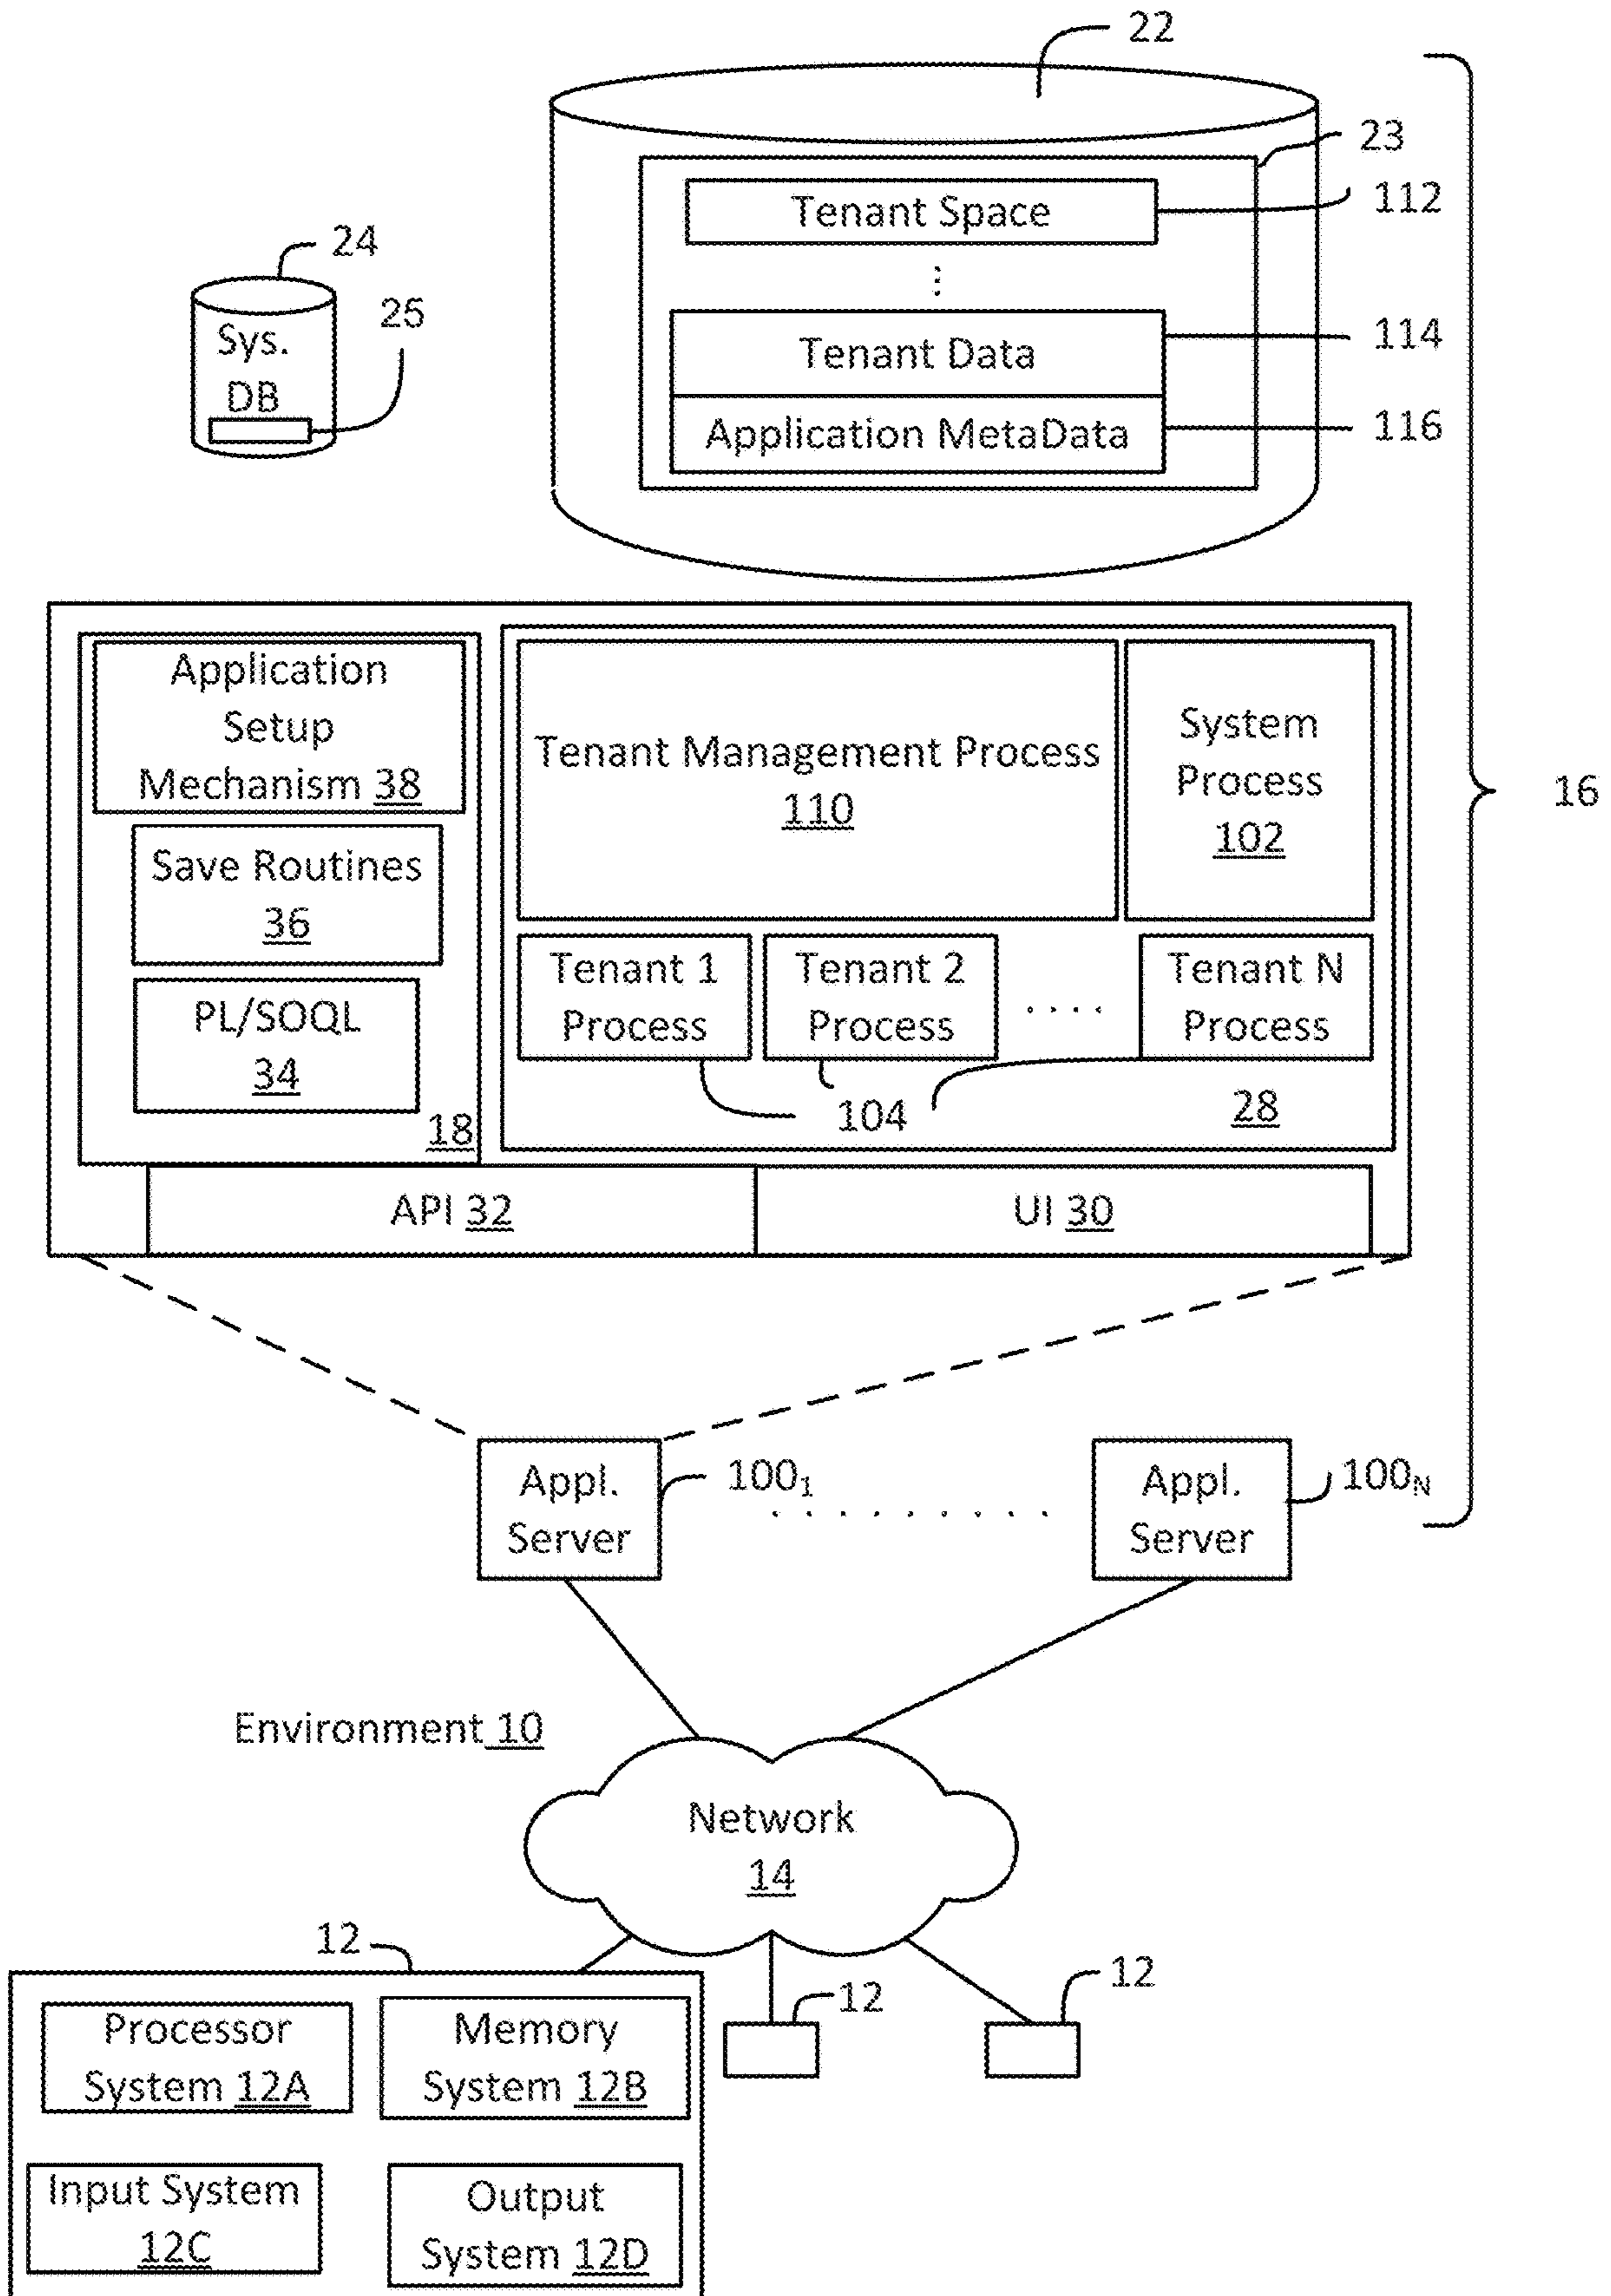 22
23
Tenant Space
112
24
25
Sys.
DB
⋮
Tenant Data
114
Application MetaData
116
Application
Setup
Mechanism 38
Tenant Management Process
110
System
Process
102
16
Save Routines
36
Tenant 1
Process
Tenant 2
Process
. . . .
Tenant N
Process
PL/SOQL
34
104
28
18
API 32
UI 30
Appl.
Server
100₁
. . . . . . . . .
Appl.
Server
100N
Environment 10
Network
14
12
12
12
Processor
System 12A
Memory
System 12B
Input System
12C
Output
System 12D